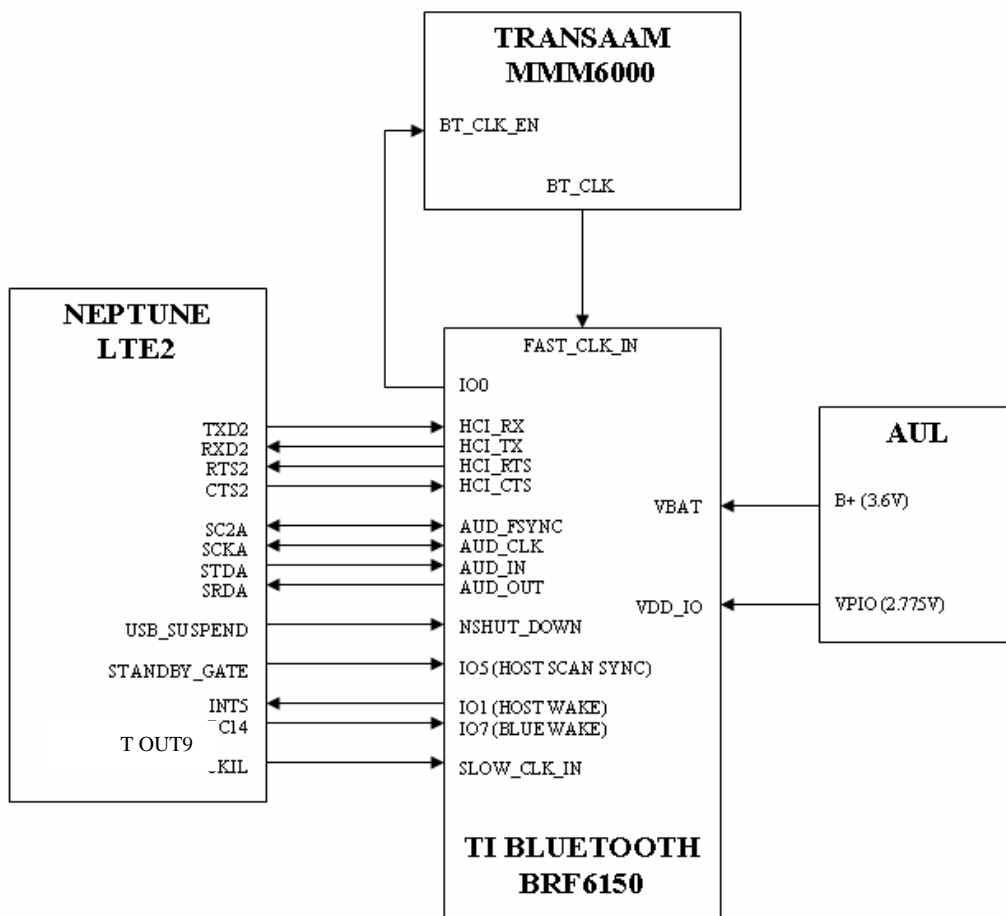 TRANSAAM
MMM6000
BT_CLK_EN
BT_CLK
NEPTUNE
LTE2
TXD2
RXD2
RTS2
CTS2
SC2A
SCKA
STDA
SRDA
USB_SUSPEND
STANDBY_GATE
INT5
C14
T OUT9
KIL
FAST_CLK_IN
IO0
HCI_RX
HCI_TX
HCI_RTS
HCI_CTS
AUD_FSYNC
AUD_CLK
AUD_IN
AUD_OUT
NSHUT_DOWN
IO5 (HOST SCAN SYNC)
IO1 (HOST WAKE)
IO7 (BLUE WAKE)
SLOW_CLK_IN
VBAT
VDD_IO
TI BLUETOOTH
BRF6150
AUL
B+ (3.6V)
VPIO (2.775V)